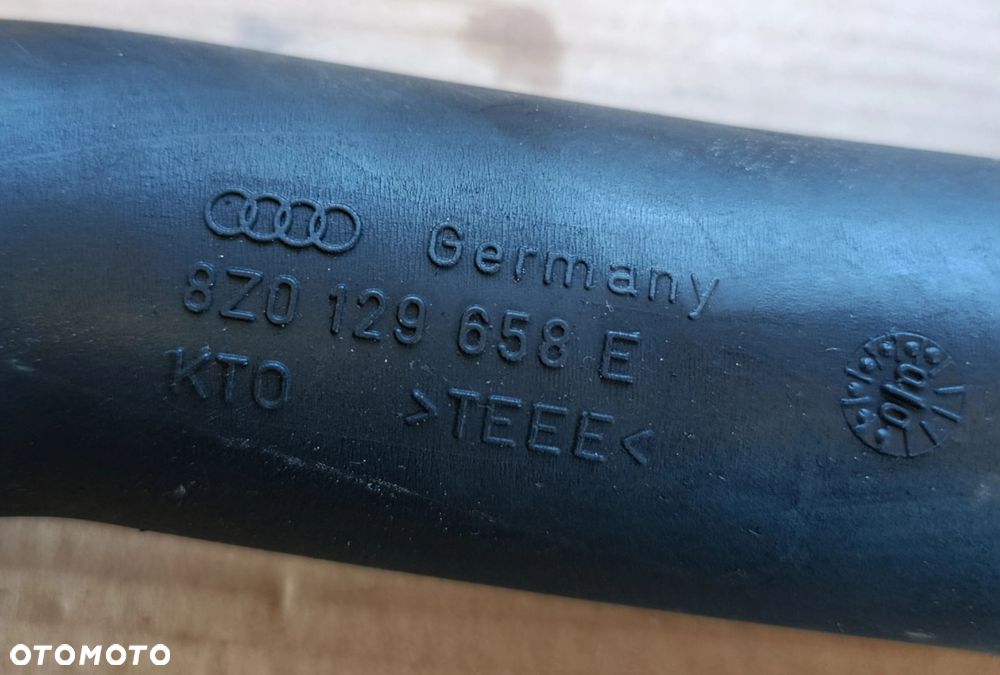 Germany
8Z0 129 658 E
KTO >TEEE<
OTOMOTO